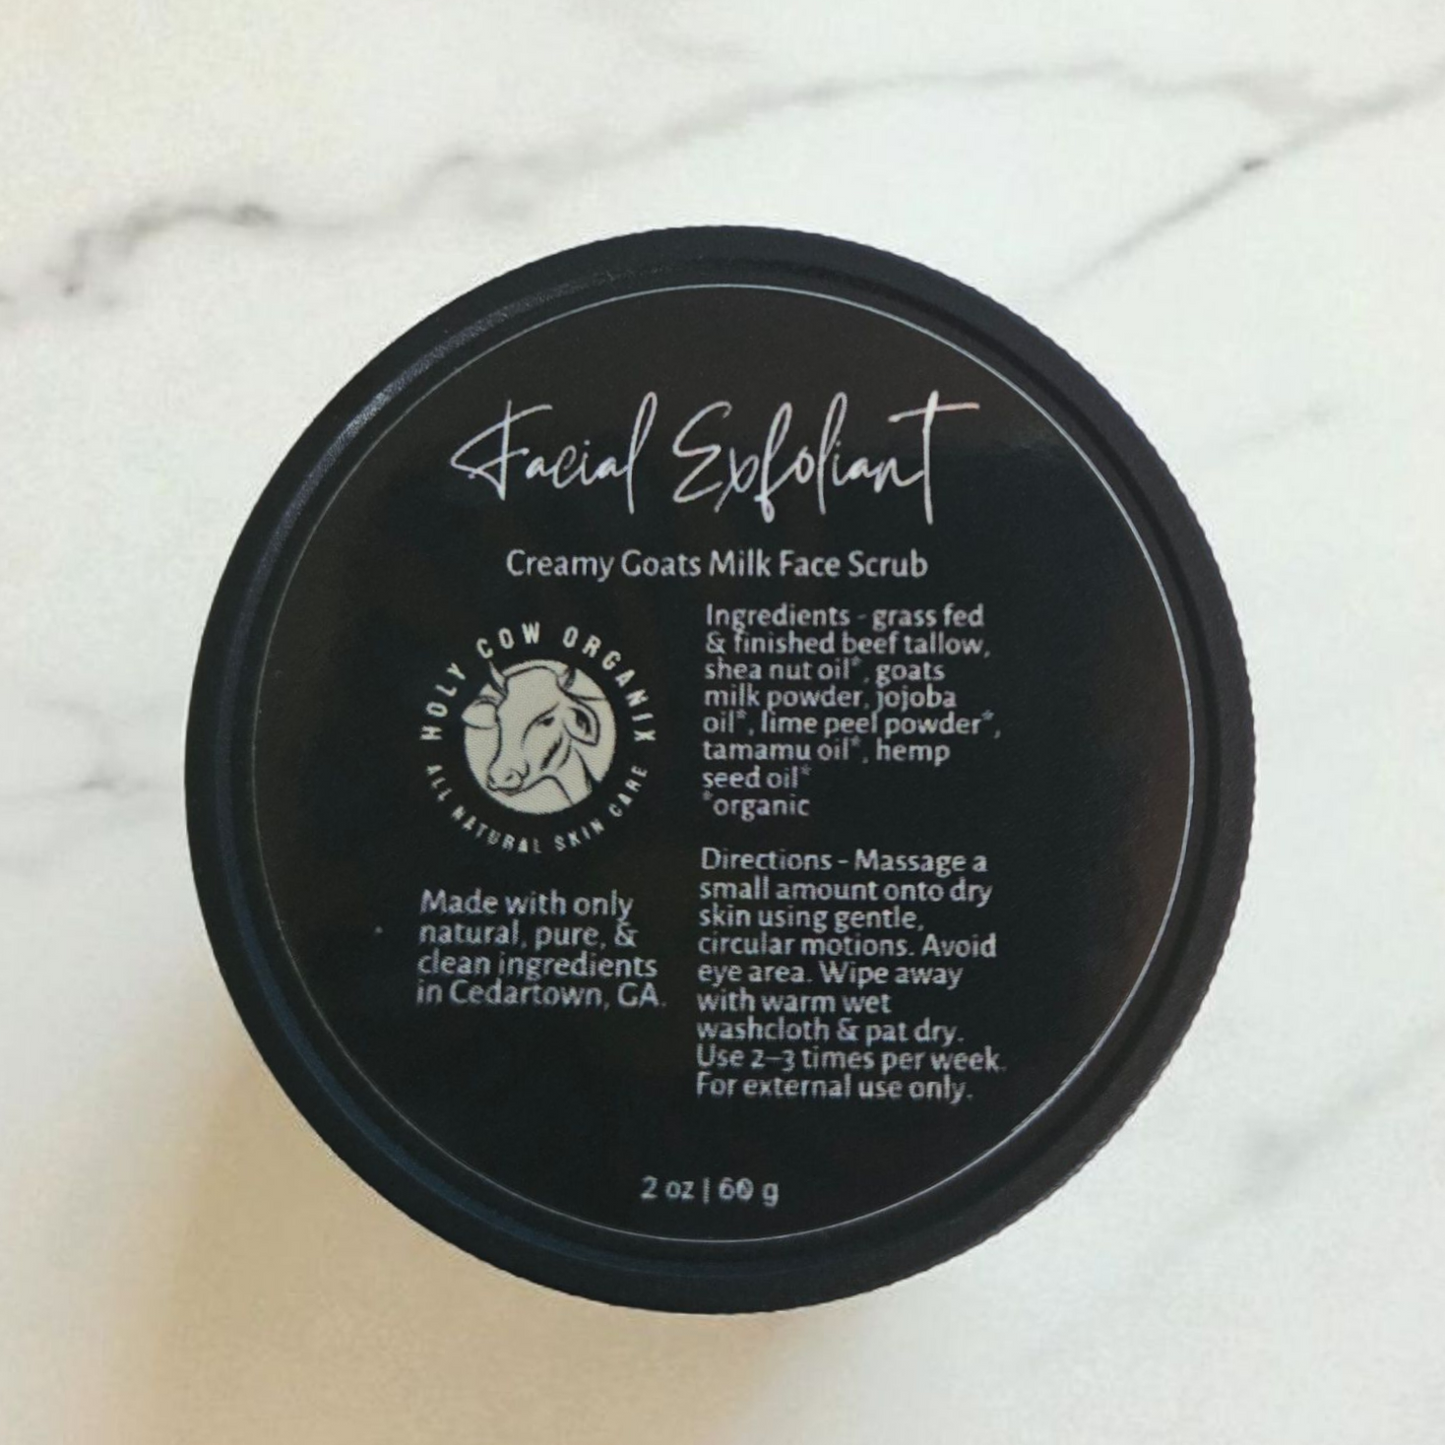 Facial Exfoliant
Creamy Goats Milk Face Scrub
HOLY COW ORGANIX
ALL NATURAL SKIN CARE
Made with only
natural, pure, &
clean ingredients
in Cedartown, GA.
Ingredients - grass fed
& finished beef tallow,
shea nut oil*, goats
milk powder, jojoba
oil*, lime peel powder*,
tamamu oil*, hemp
seed oil*
*organic
Directions - Massage a
small amount onto dry
skin using gentle,
circular motions. Avoid
eye area. Wipe away
with warm wet
washcloth & pat dry.
Use 2-3 times per week.
For external use only.
2 oz | 60 g